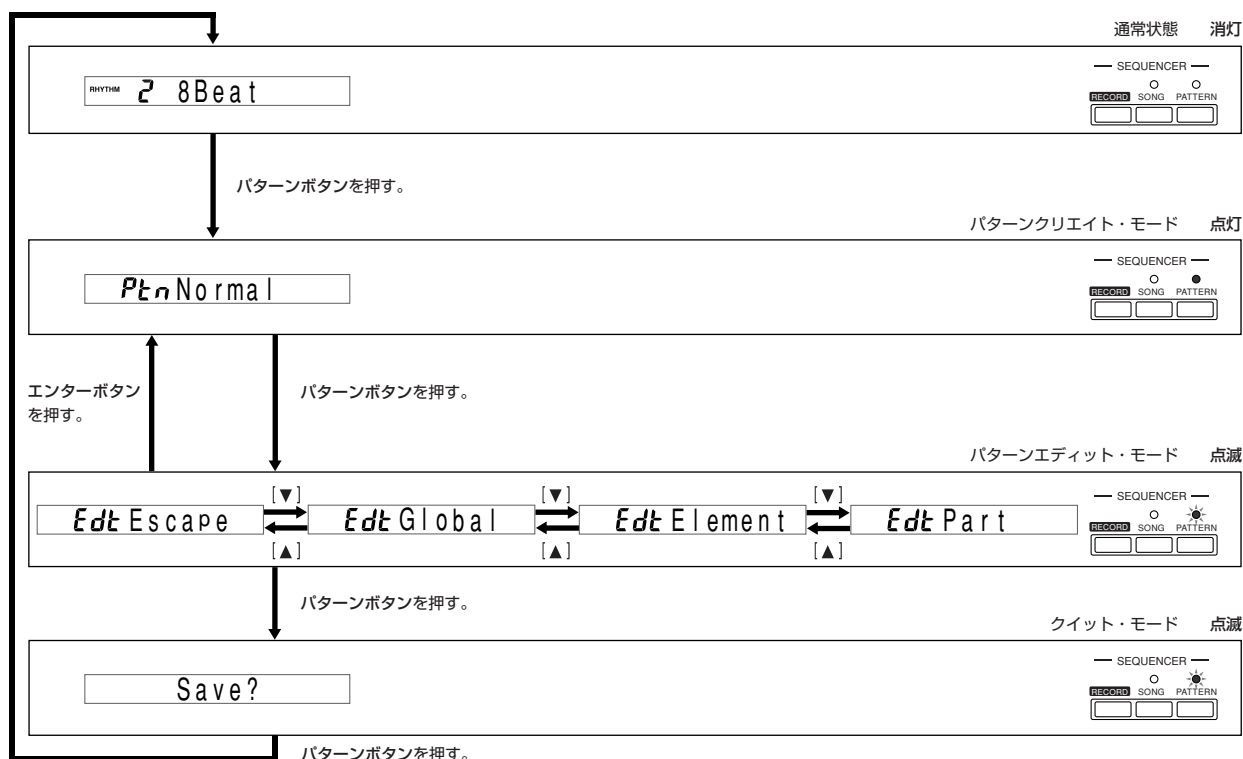 通常状態 消灯
RHYTHM 2 8Beat
SEQUENCER
RECORD SONG PATTERN
パターンボタンを押す。
パターンクリエイト・モード 点灯
Ptn Normal
SEQUENCER
RECORD SONG PATTERN
エンターボタン
を押す。
パターンボタンを押す。
パターンエディット・モード 点滅
[▼] [▼] [▼]
Edt Escape Edt Global Edt Element Edt Part
[▲] [▲] [▲]
SEQUENCER
RECORD SONG PATTERN
パターンボタンを押す。
クイット・モード 点滅
Save?
SEQUENCER
RECORD SONG PATTERN
パターンボタンを押す。